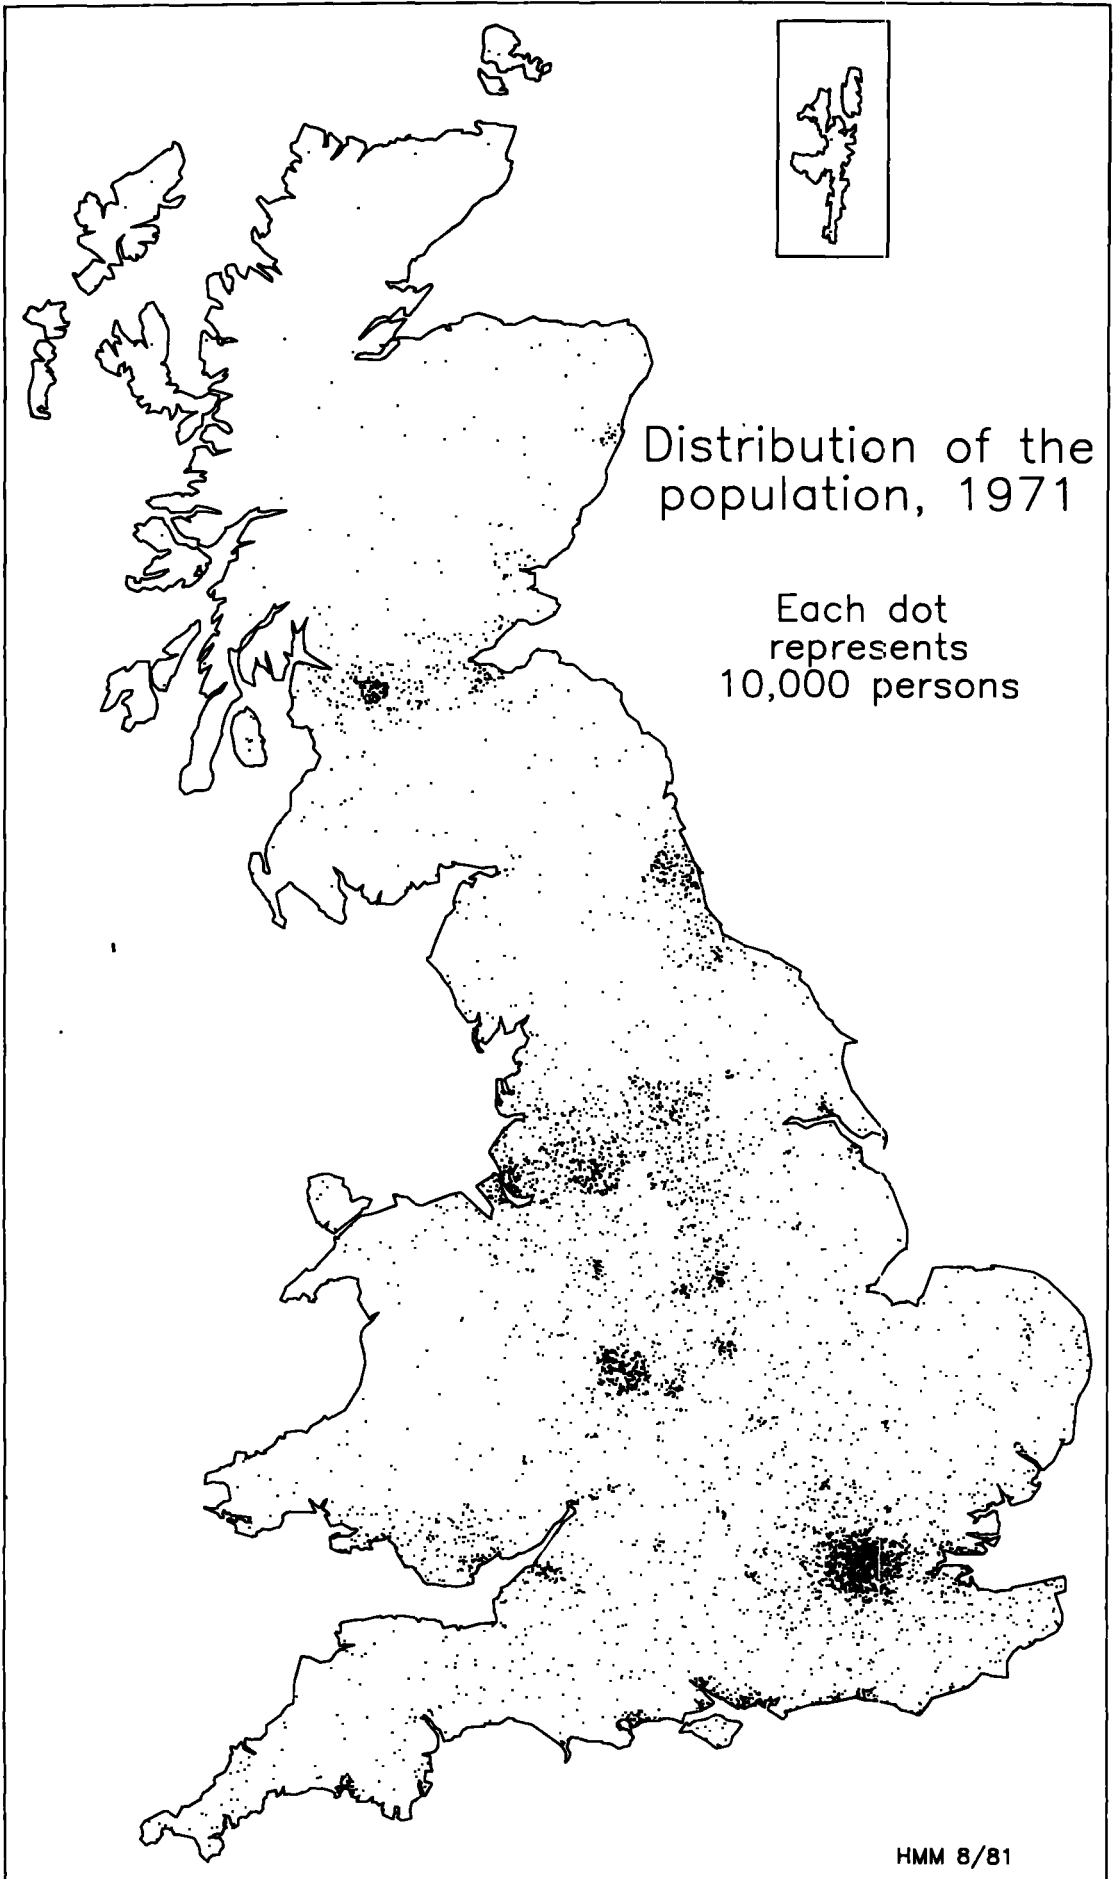 Distribution of the
population, 1971
Each dot
represents
10,000 persons
HMM 8/81